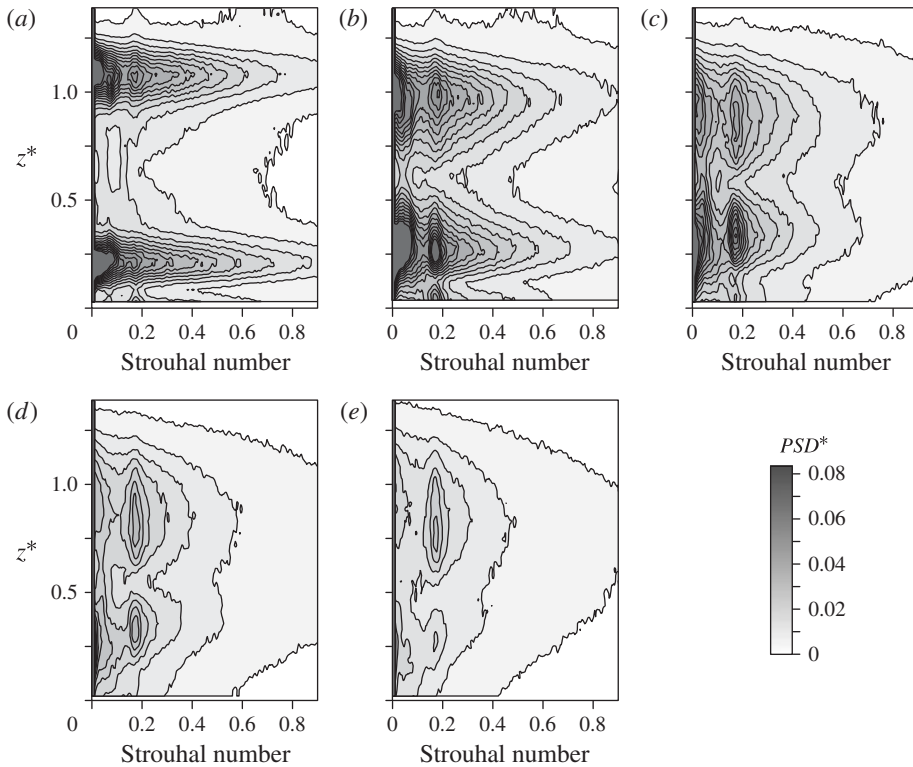 (a) (b) (c)
1.0
z*
0.5
0 0 0.2 0.4 0.6 0.8 0 0.2 0.4 0.6 0.8 0 0.2 0.4 0.6 0.8
Strouhal number Strouhal number Strouhal number
(d) (e)
PSD*
0.08
1.0
0.06
z*
0.04
0.5
0.02
0
0 0.2 0.4 0.6 0.8 0 0.2 0.4 0.6 0.8
Strouhal number Strouhal number